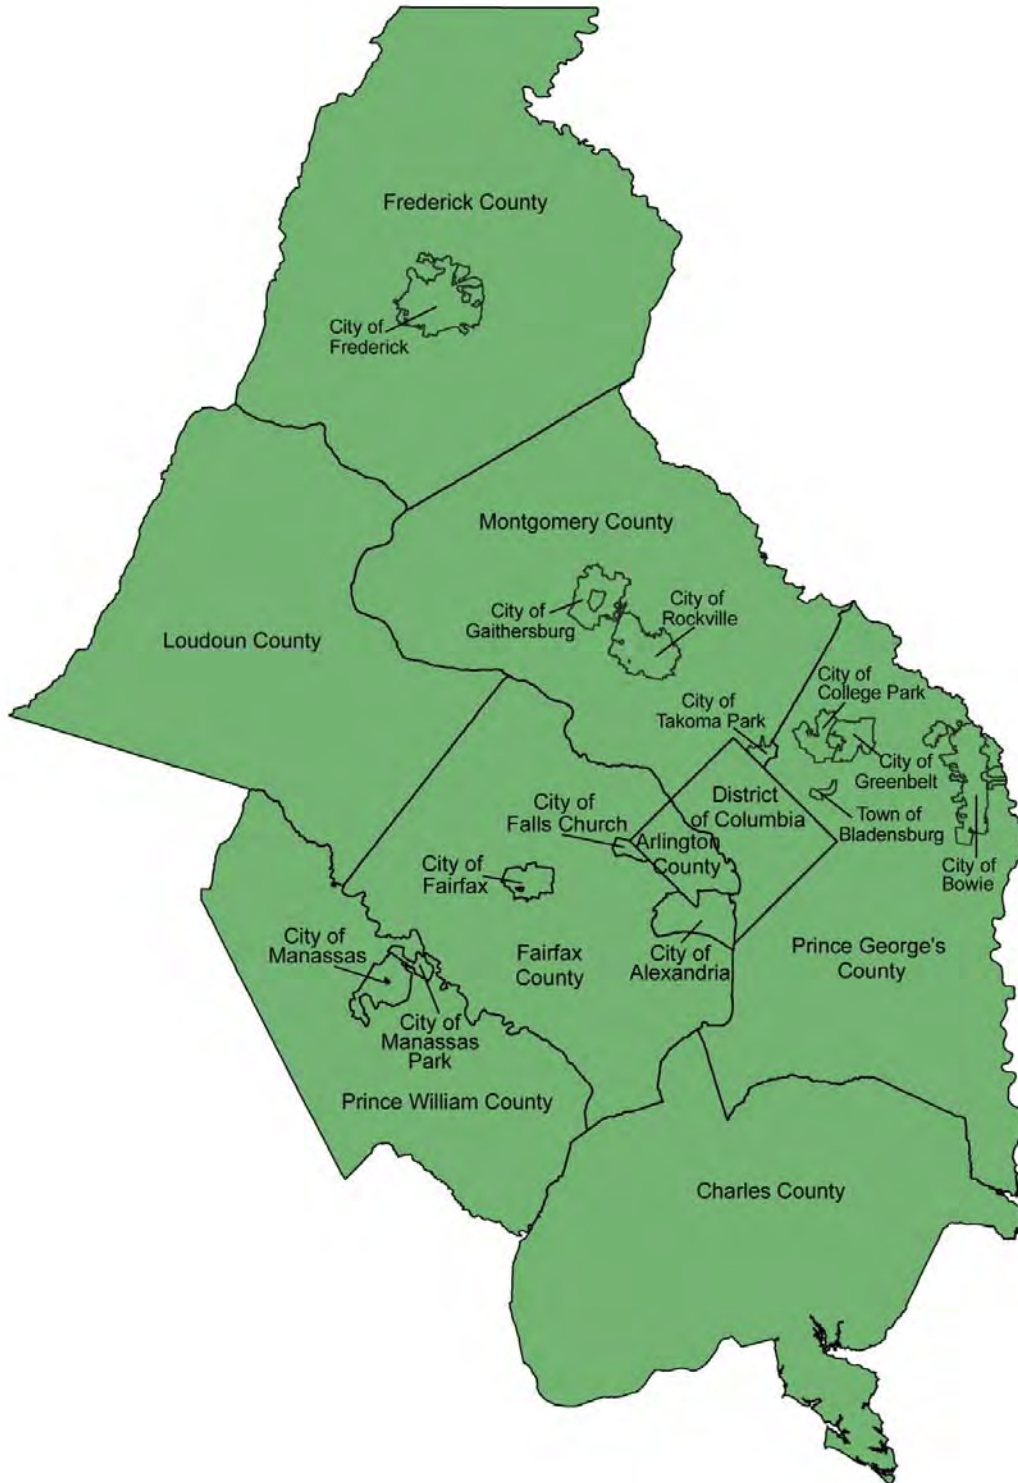 Frederick County
City of
Frederick
Montgomery County
City of
Gaithersburg
City of
Rockville
Loudoun County
City of
Takoma Park
City of
College Park
City of
Greenbelt
District
of Columbia
Town of
Bladensburg
City of
Falls Church
Arlington
County
City of
Bowie
City of
Fairfax
City of
Manassas
Fairfax
County
City of
Alexandria
Prince George's
County
City of
Manassas
Park
Prince William County
Charles County